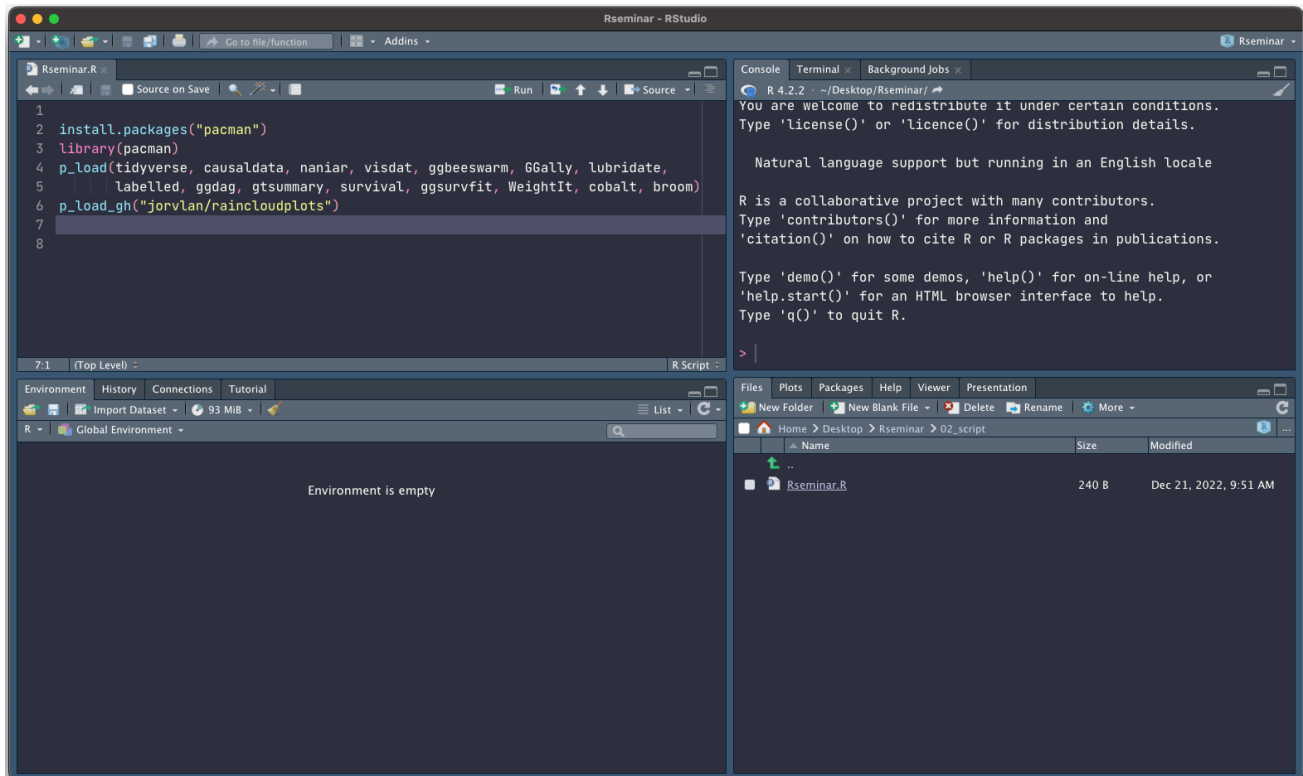 Rseminar - RStudio
Go to file/function Addins Rseminar
Rseminar.R
Source on Save Run Source
1
2 install.packages("pacman")
3 library(pacman)
4 p_load(tidyverse, causaldata, naniar, visdat, ggbeeswarm, GGally, lubridate,
5 labelled, ggdag, gtsummary, survival, ggsurvfit, WeightIt, cobalt, broom)
6 p_load_gh("jorvlan/raincloudplots")
7
8
7:1 (Top Level) R Script
Console Terminal Background Jobs
R 4.2.2 · ~/Desktop/Rseminar/
You are welcome to redistribute it under certain conditions.
Type 'license()' or 'licence()' for distribution details.
Natural language support but running in an English locale
R is a collaborative project with many contributors.
Type 'contributors()' for more information and
'citation()' on how to cite R or R packages in publications.
Type 'demo()' for some demos, 'help()' for on-line help, or
'help.start()' for an HTML browser interface to help.
Type 'q()' to quit R.
>
Environment History Connections Tutorial
Import Dataset 93 MiB List
R Global Environment
Environment is empty
Files Plots Packages Help Viewer Presentation
New Folder New Blank File Delete Rename More
Home Desktop Rseminar 02_script ...
Name Size Modified
..
Rseminar.R 240 B Dec 21, 2022, 9:51 AM